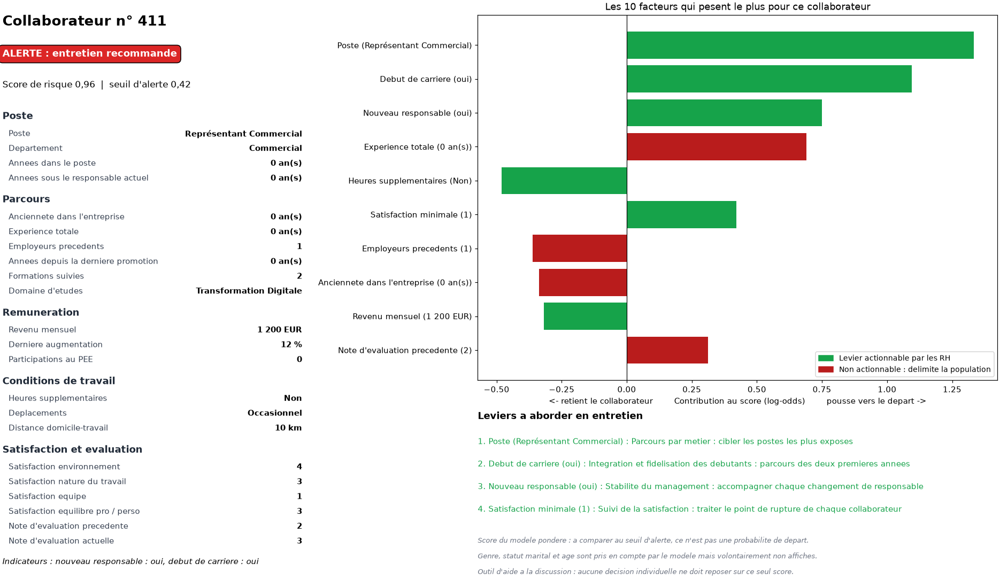 Collaborateur n° 411
ALERTE : entretien recommande
Score de risque 0,96 | seuil d'alerte 0,42
Poste
Poste Représentant Commercial
Departement Commercial
Annees dans le poste 0 an(s)
Annees sous le responsable actuel 0 an(s)
Parcours
Anciennete dans l'entreprise 0 an(s)
Experience totale 0 an(s)
Employeurs precedents 1
Annees depuis la derniere promotion 0 an(s)
Formations suivies 2
Domaine d'etudes Transformation Digitale
Remuneration
Revenu mensuel 1 200 EUR
Derniere augmentation 12 %
Participations au PEE 0
Conditions de travail
Heures supplementaires Non
Deplacements Occasionnel
Distance domicile-travail 10 km
Satisfaction et evaluation
Satisfaction environnement 4
Satisfaction nature du travail 3
Satisfaction equipe 1
Satisfaction equilibre pro / perso 3
Note d'evaluation precedente 2
Note d'evaluation actuelle 3
Indicateurs : nouveau responsable : oui, debut de carriere : oui
Les 10 facteurs qui pesent le plus pour ce collaborateur
Poste (Représentant Commercial)
Debut de carriere (oui)
Nouveau responsable (oui)
Experience totale (0 an(s))
Heures supplementaires (Non)
Satisfaction minimale (1)
Employeurs precedents (1)
Anciennete dans l'entreprise (0 an(s))
Revenu mensuel (1 200 EUR)
Note d'evaluation precedente (2)
Levier actionnable par les RH
Non actionnable : delimite la population
−0.50 −0.25 0.00 0.25 0.50 0.75 1.00 1.25
<- retient le collaborateur Contribution au score (log-odds) pousse vers le depart ->
Leviers a aborder en entretien
1. Poste (Représentant Commercial) : Parcours par metier : cibler les postes les plus exposes
2. Debut de carriere (oui) : Integration et fidelisation des debutants : parcours des deux premieres annees
3. Nouveau responsable (oui) : Stabilite du management : accompagner chaque changement de responsable
4. Satisfaction minimale (1) : Suivi de la satisfaction : traiter le point de rupture de chaque collaborateur
Score du modele pondere : a comparer au seuil d'alerte, ce n'est pas une probabilite de depart.
Genre, statut marital et age sont pris en compte par le modele mais volontairement non affiches.
Outil d'aide a la discussion : aucune decision individuelle ne doit reposer sur ce seul score.